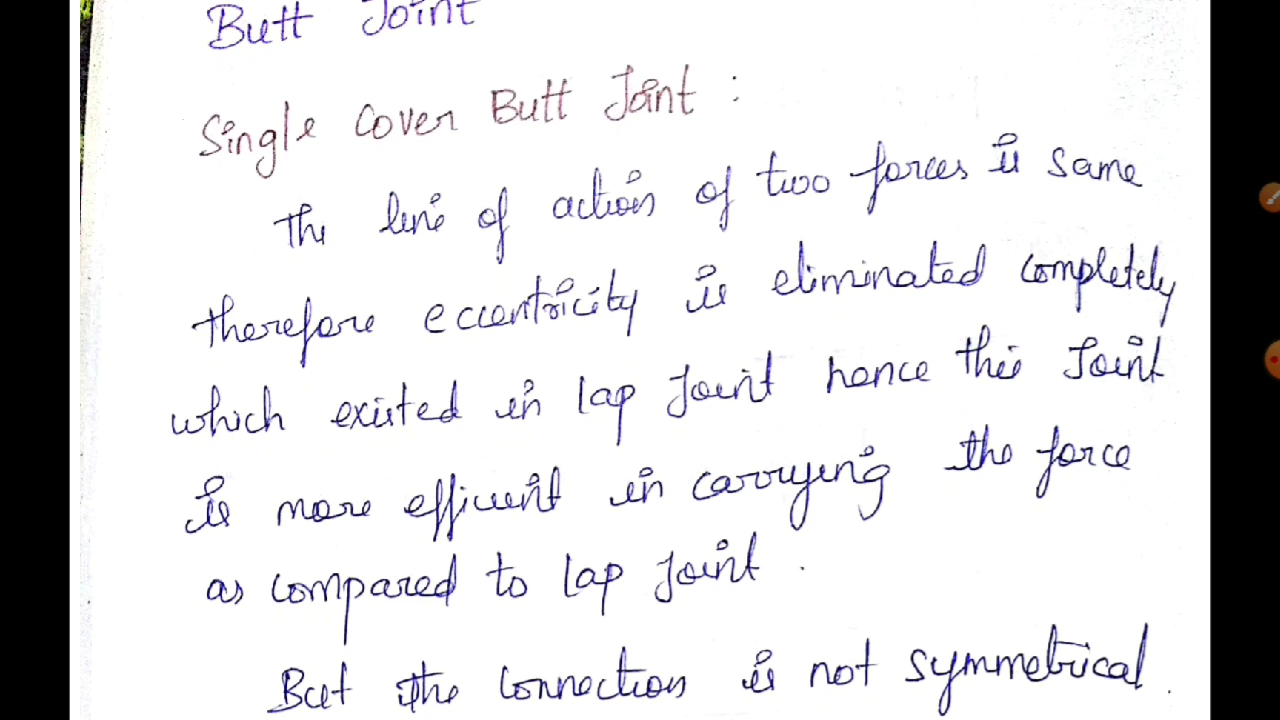 Butt Joint
Single Cover Butt Joint :
The line of action of two forces is same
therefore eccentricity is eliminated completely
which existed in lap Joint hence this Joint
is more efficient in carrying the force
as compared to lap Joint .
But the connection is not symmetrical .